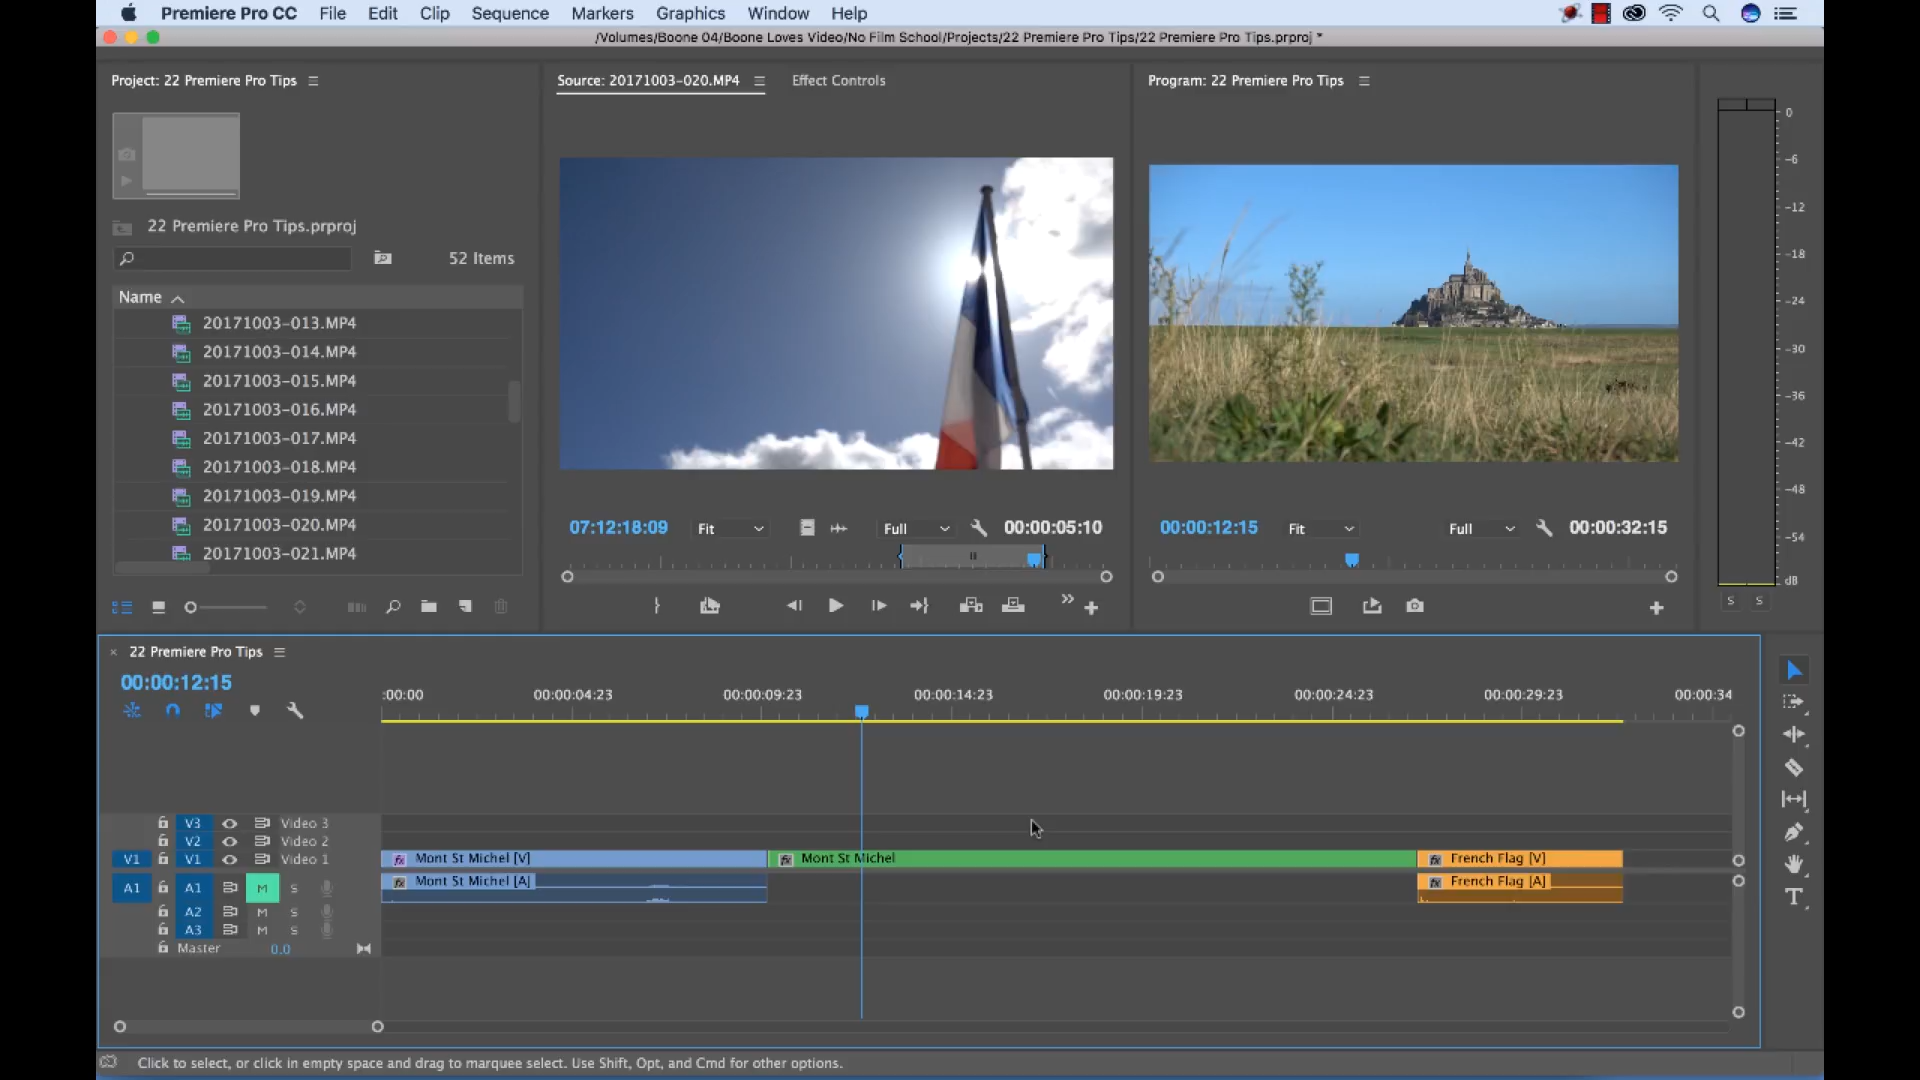 Premiere Pro CC File Edit Clip Sequence Markers Graphics Window Help
/Volumes/Boone 04/Boone Loves Video/No Film School/Projects/22 Premiere Pro Tips/22 Premiere Pro Tips.prproj *
Project: 22 Premiere Pro Tips
Source: 20171003-020.MP4
Effect Controls
Program: 22 Premiere Pro Tips
22 Premiere Pro Tips.prproj
52 Items
Name
20171003-013.MP4
20171003-014.MP4
20171003-015.MP4
20171003-016.MP4
20171003-017.MP4
20171003-018.MP4
20171003-019.MP4
20171003-020.MP4
20171003-021.MP4
07:12:18:09 Fit Full 00:00:05:10
00:00:12:15 Fit Full 00:00:32:15
0
-6
-12
-18
-24
-30
-36
-42
-48
-54
dB
S S
22 Premiere Pro Tips
00:00:12:15
:00:00 00:00:04:23 00:00:09:23 00:00:14:23 00:00:19:23 00:00:24:23 00:00:29:23 00:00:34
V3 Video 3
V2 Video 2
V1 V1 Video 1 fx Mont St Michel [V] fx Mont St Michel fx French Flag [V]
A1 A1 M S fx Mont St Michel [A] fx French Flag [A]
A2 M S
A3 M S
Master 0.0
T
Click to select, or click in empty space and drag to marquee select. Use Shift, Opt, and Cmd for other options.